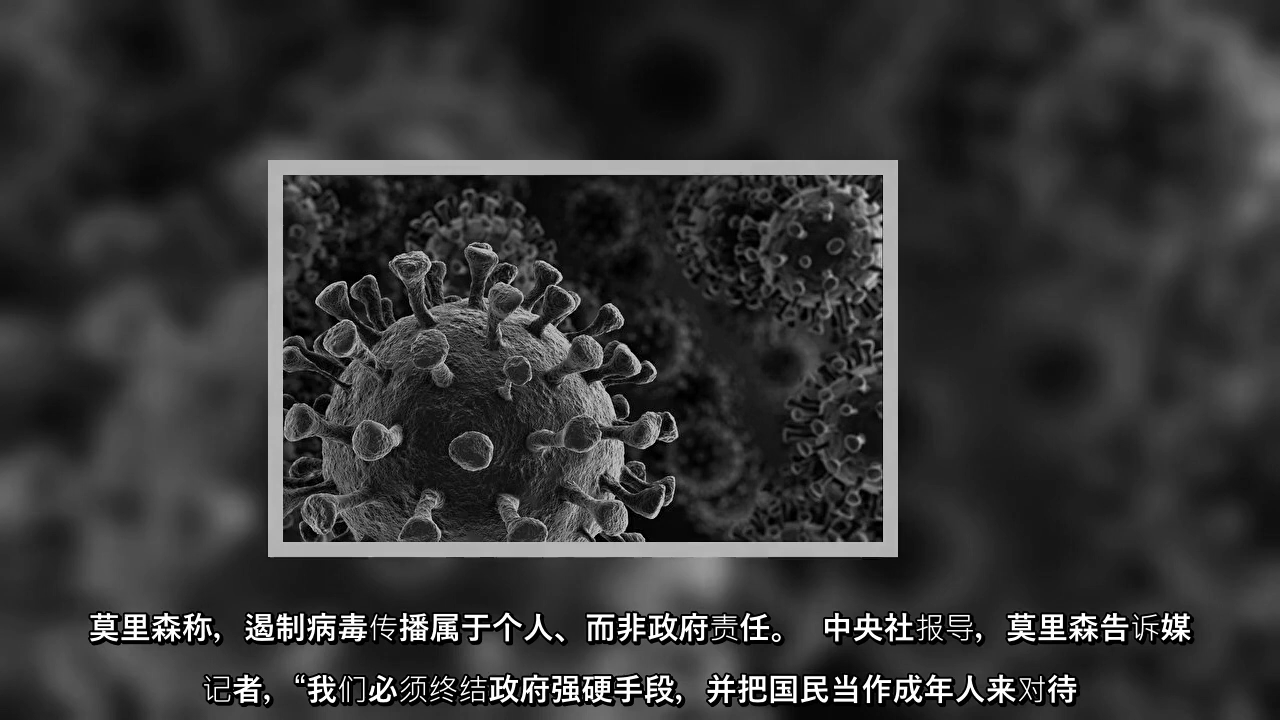 莫里森称，遏制病毒传播属于个人、而非政府责任。 中央社报导，莫里森告诉媒
记者，“我们必须终结政府强硬手段，并把国民当作成年人来对待